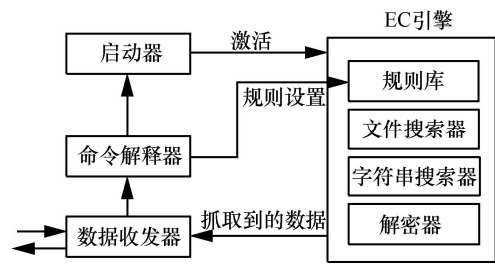 EC引擎
启动器
激活
规则库
规则设置
文件搜索器
命令解释器
字符串搜索器
抓取到的数据
数据收发器
解密器